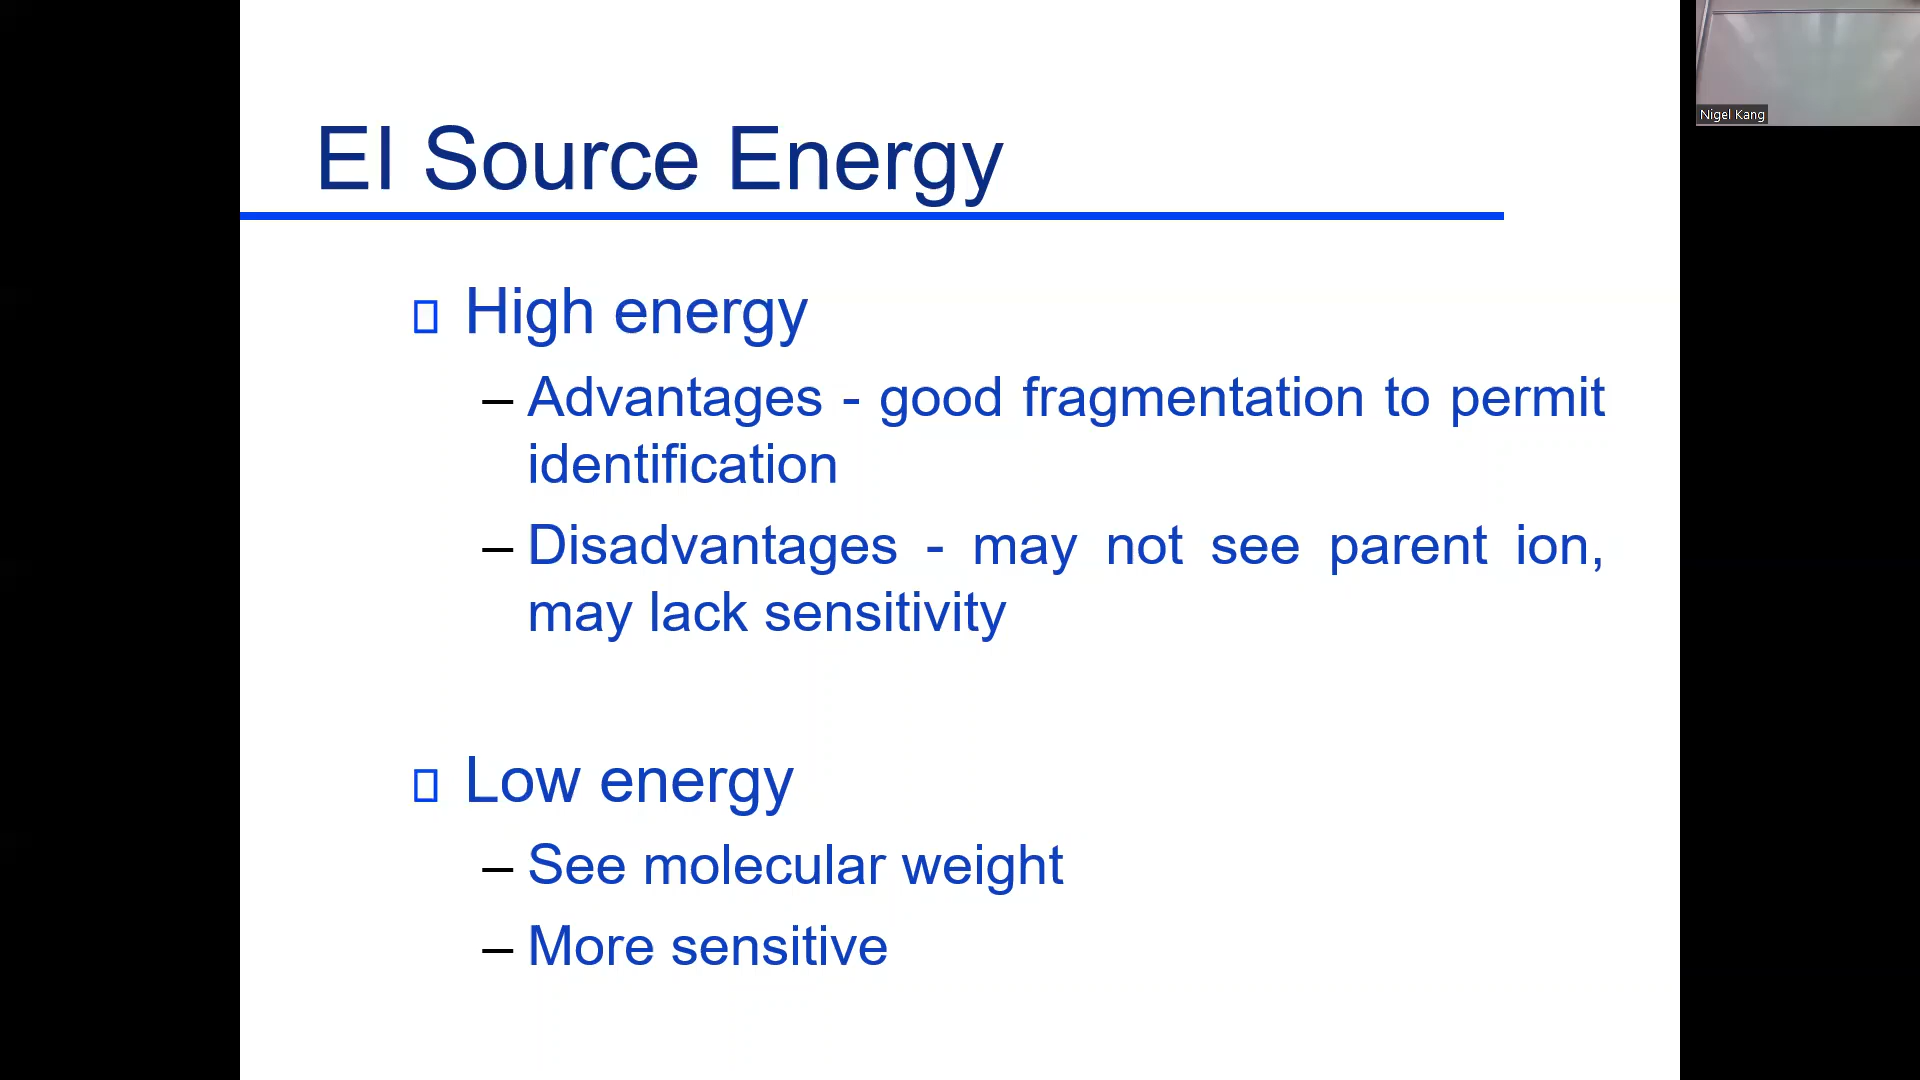 EI Source Energy
High energy
– Advantages - good fragmentation to permit
identification
– Disadvantages - may not see parent ion,
may lack sensitivity
Low energy
– See molecular weight
– More sensitive
Nigel Kang